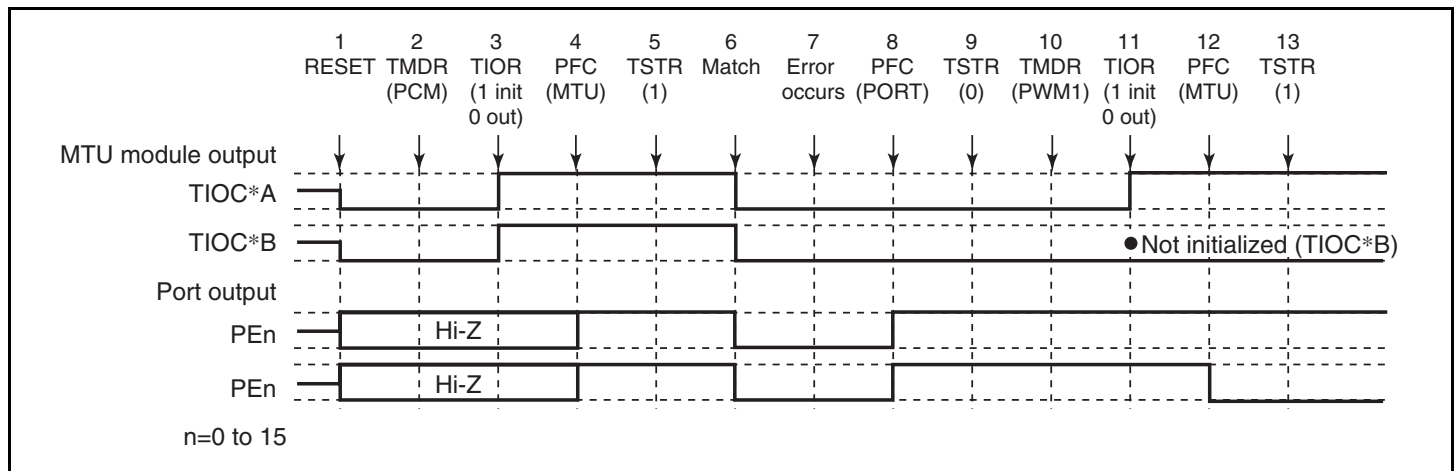 1 2 3 4 5 6 7 8 9 10 11 12 13
RESET TMDR TIOR PFC TSTR Match Error PFC TSTR TMDR TIOR PFC TSTR
(PCM) (1 init (MTU) (1) occurs (PORT) (0) (PWM1) (1 init (MTU) (1)
0 out) 0 out)
MTU module output
TIOC*A
TIOC*B
● Not initialized (TIOC*B)
Port output
PEn
Hi-Z
PEn
Hi-Z
n=0 to 15